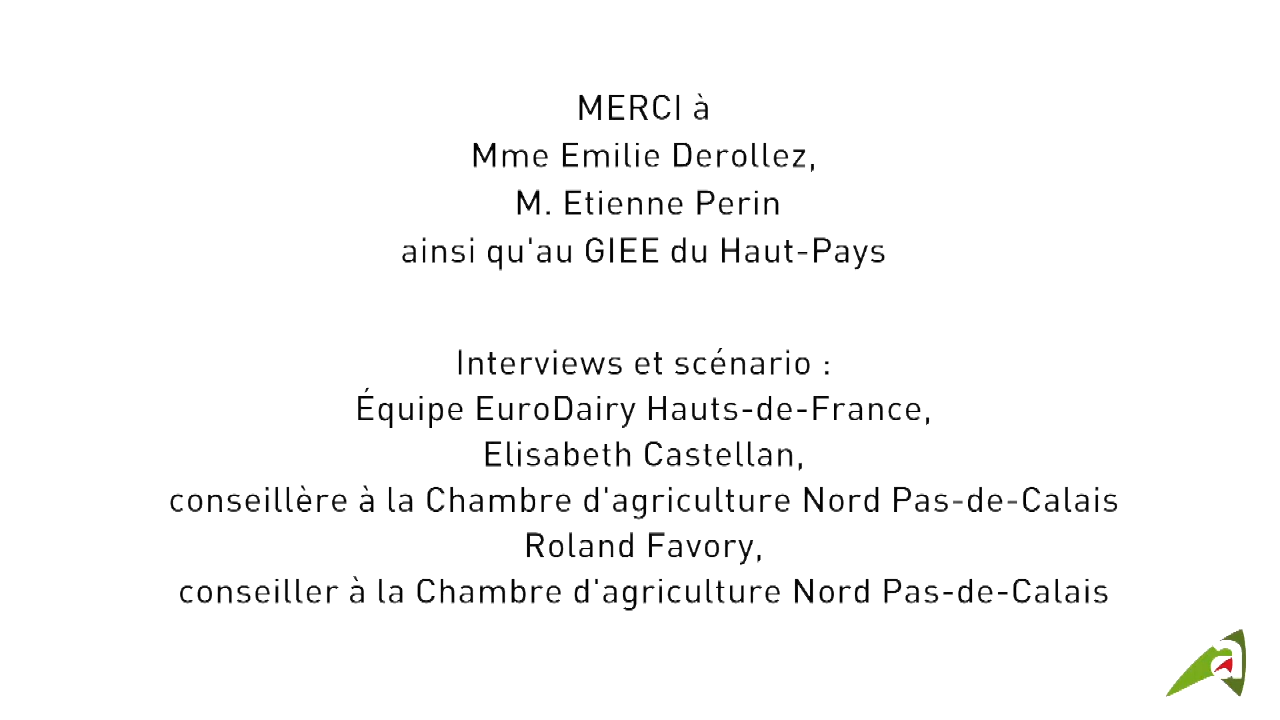 MERCI à
Mme Emilie Derollez,
M. Etienne Perin
ainsi qu'au GIEE du Haut-Pays
Interviews et scénario :
Équipe EuroDairy Hauts-de-France,
Elisabeth Castellan,
conseillère à la Chambre d'agriculture Nord Pas-de-Calais
Roland Favory,
conseiller à la Chambre d'agriculture Nord Pas-de-Calais
a